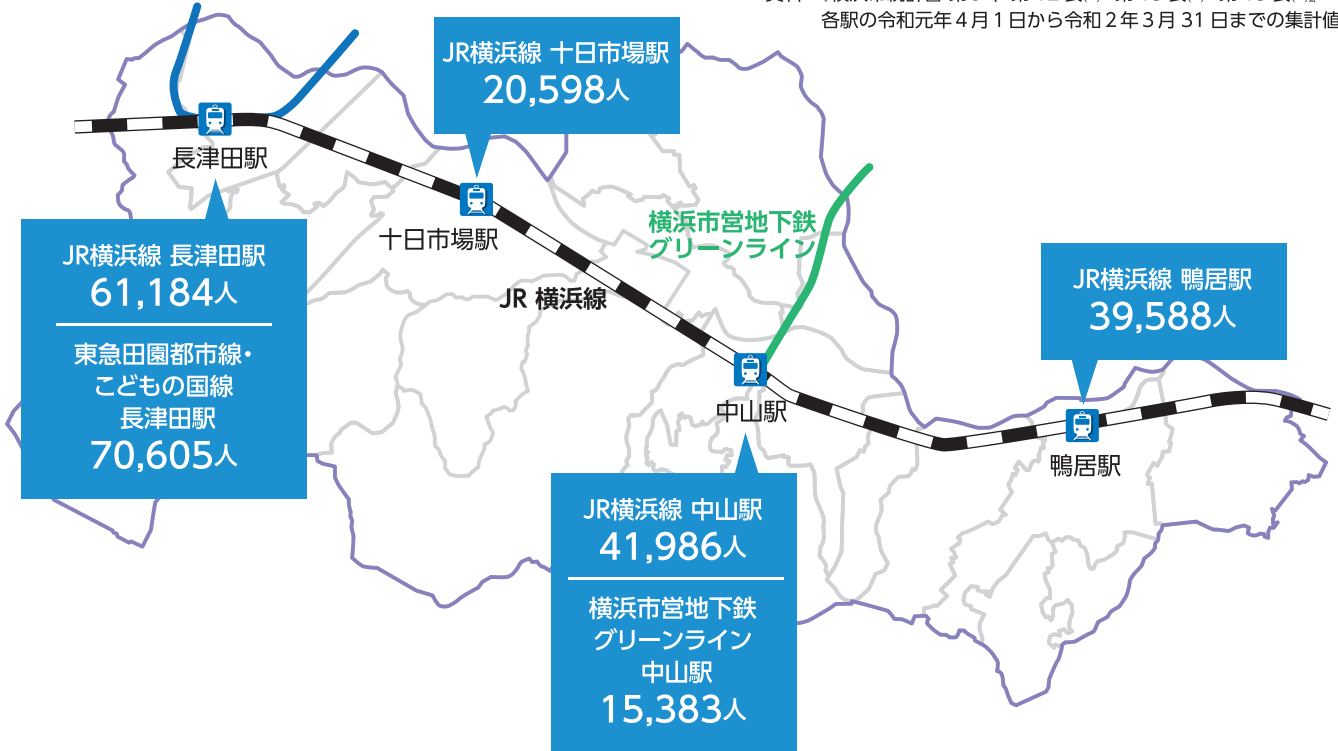 各駅の令和元年４月１日から令和２年３月31日までの集計値
JR横浜線 十日市場駅
20,598人
長津田駅
十日市場駅
横浜市営地下鉄
グリーンライン
JR横浜線 長津田駅
61,184人
東急田園都市線・
こどもの国線
長津田駅
70,605人
JR 横浜線
JR横浜線 鴨居駅
39,588人
中山駅
鴨居駅
JR横浜線 中山駅
41,986人
横浜市営地下鉄
グリーンライン
中山駅
15,383人